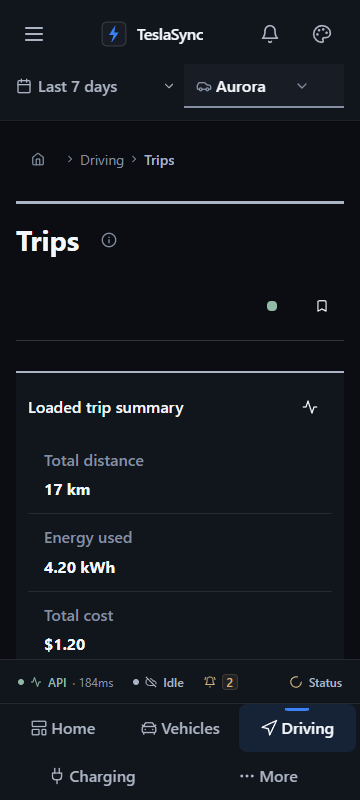 TeslaSync
Last 7 days
Aurora
Driving
Trips
Trips
Loaded trip summary
Total distance
17 km
Energy used
4.20 kWh
Total cost
$1.20
API · 184ms
Idle
2
Status
Home
Vehicles
Driving
Charging
More